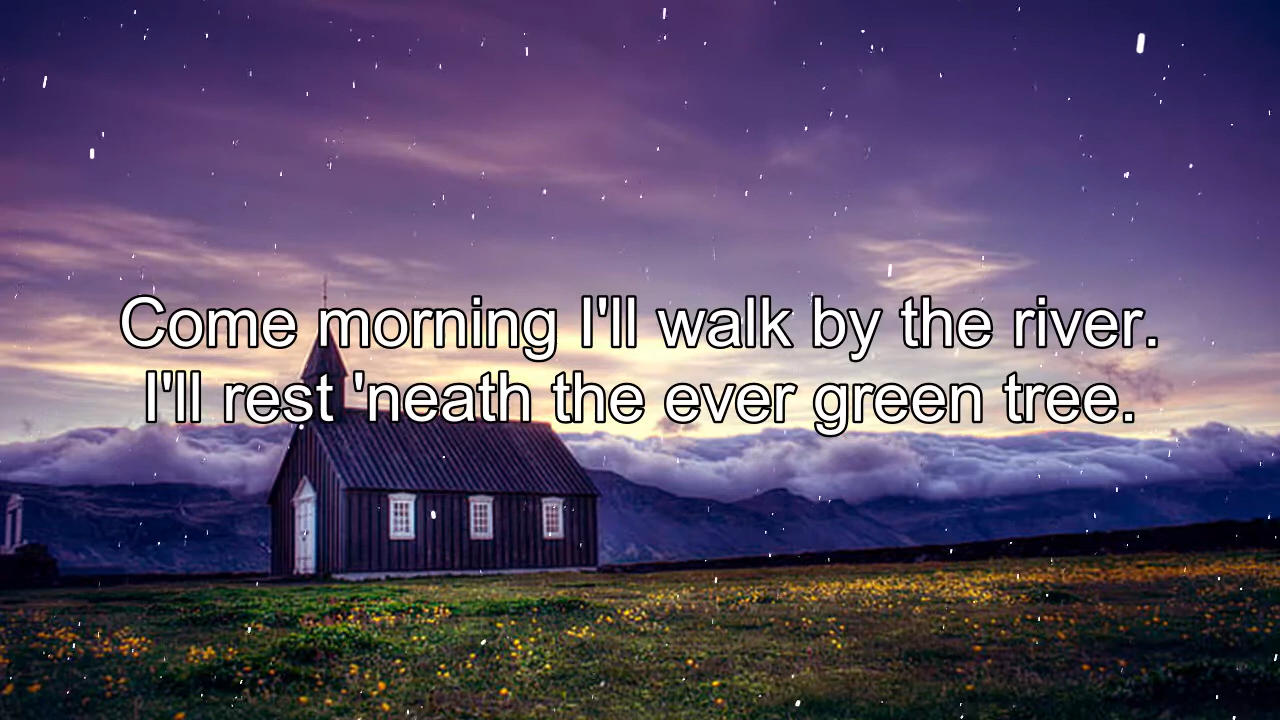 Come morning I'll walk by the river.
I'll rest 'neath the ever green tree.